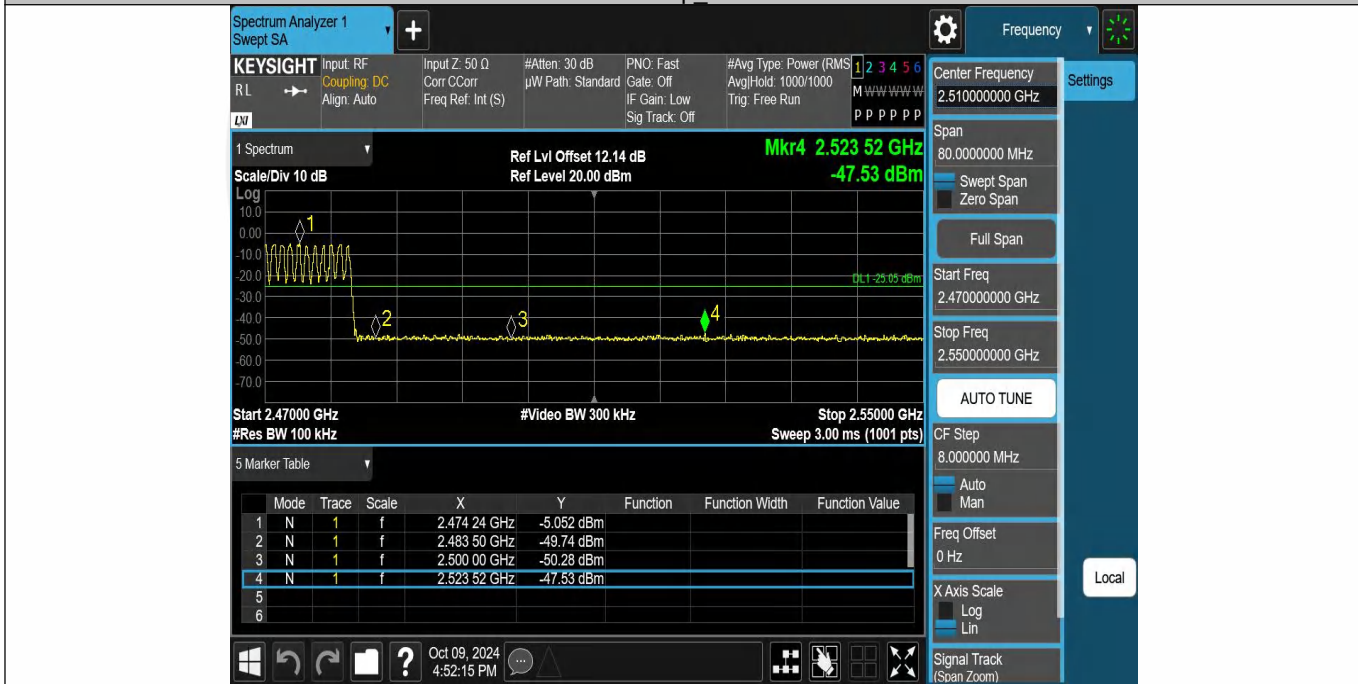 Spectrum Analyzer 1
Swept SA
+
Frequency
KEYSIGHT
RL
LXI
Input: RF
Coupling: DC
Align: Auto
Input Z: 50 Ω
Corr CCorr
Freq Ref: Int (S)
#Atten: 30 dB
µW Path: Standard
PNO: Fast
Gate: Off
IF Gain: Low
Sig Track: Off
#Avg Type: Power (RMS
Avg|Hold: 1000/1000
Trig: Free Run
1 2 3 4 5 6
M W W W W W
P P P P P P
1 Spectrum
Scale/Div 10 dB
Ref Lvl Offset 12.14 dB
Ref Level 20.00 dBm
Mkr4 2.523 52 GHz
-47.53 dBm
Log
10.0
0.00
-10.0
-20.0
-30.0
-40.0
-50.0
-60.0
-70.0
1
2
3
4
DL1 -25.05 dBm
Start 2.47000 GHz
#Video BW 300 kHz
Stop 2.55000 GHz
#Res BW 100 kHz
Sweep 3.00 ms (1001 pts)
5 Marker Table
Mode Trace Scale X Y Function Function Width Function Value
1 N 1 f 2.474 24 GHz -5.052 dBm
2 N 1 f 2.483 50 GHz -49.74 dBm
3 N 1 f 2.500 00 GHz -50.28 dBm
4 N 1 f 2.523 52 GHz -47.53 dBm
5
6
?
Oct 09, 2024
4:52:15 PM
Center Frequency
2.510000000 GHz
Settings
Span
80.0000000 MHz
Swept Span
Zero Span
Full Span
Start Freq
2.470000000 GHz
Stop Freq
2.550000000 GHz
AUTO TUNE
CF Step
8.000000 MHz
Auto
Man
Freq Offset
0 Hz
Local
X Axis Scale
Log
Lin
Signal Track
(Span Zoom)